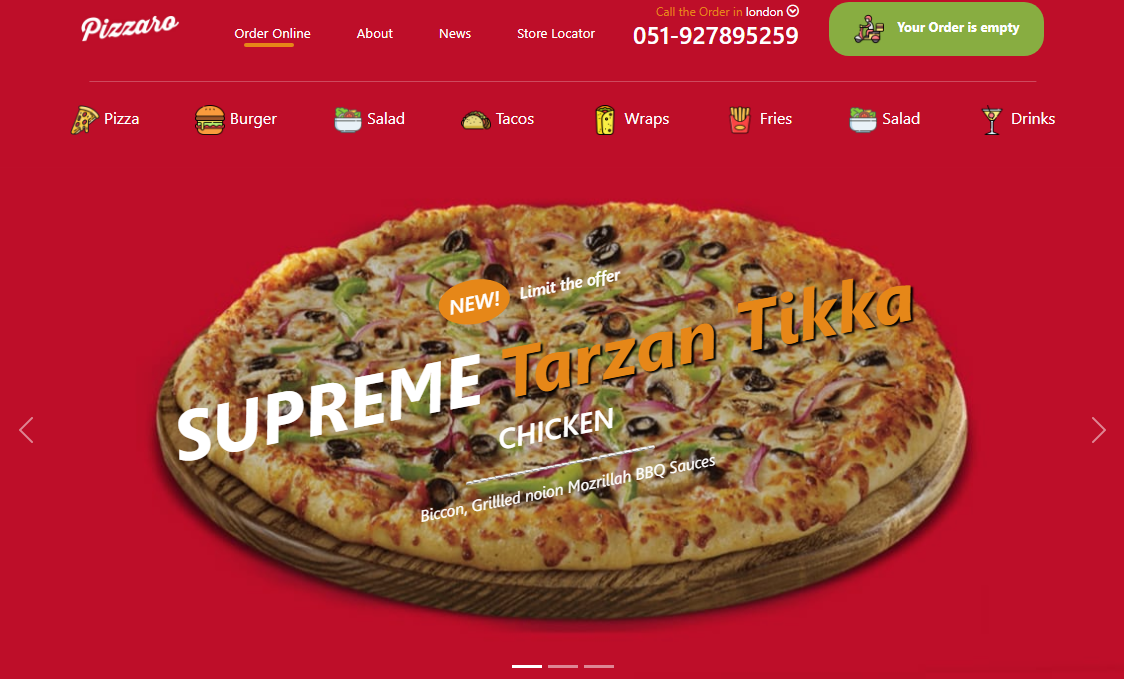 Pizzaro
Order Online
About
News
Store Locator
Call the Order in london
051-927895259
Your Order is empty
Pizza
Burger
Salad
Tacos
Wraps
Fries
Salad
Drinks
NEW! Limit the offer
SUPREME Tarzan Tikka
CHICKEN
Biccon, Grillled noion Mozrillah BBQ Sauces